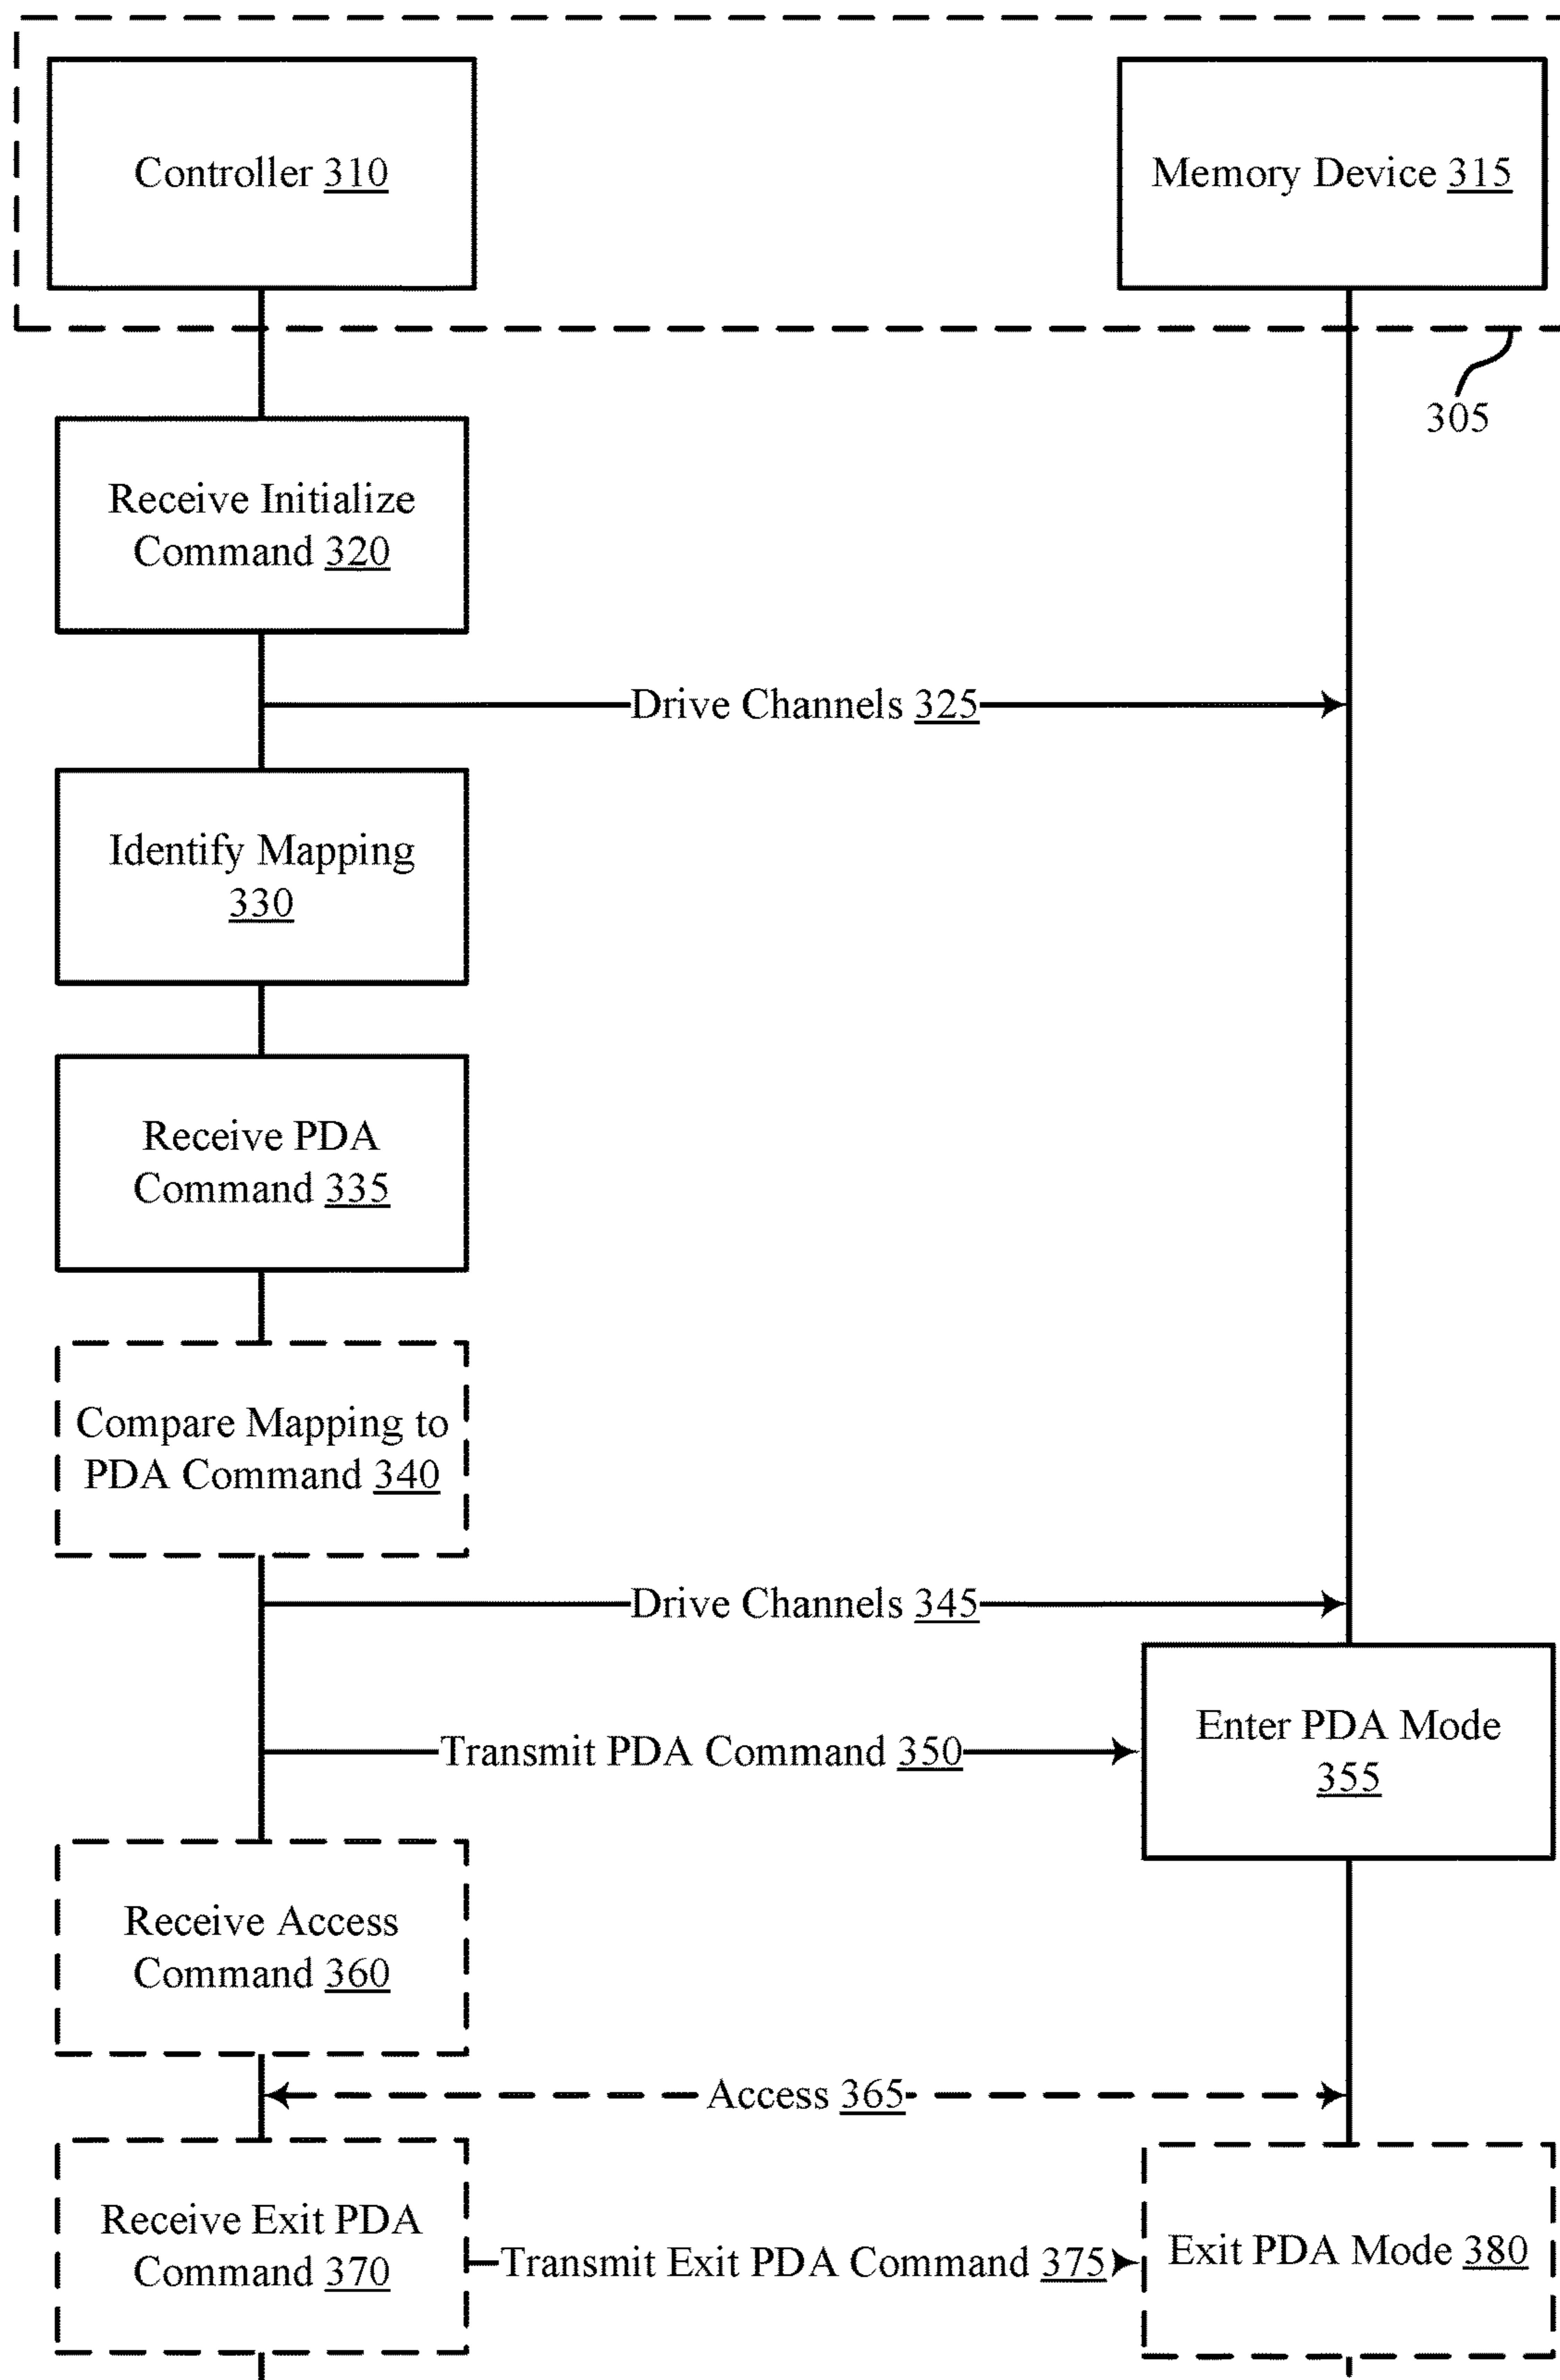 Controller 310
Memory Device 315
305
Receive Initialize
Command 320
Drive Channels 325
Identify Mapping
330
Receive PDA
Command 335
Compare Mapping to
PDA Command 340
Drive Channels 345
Transmit PDA Command 350
Enter PDA Mode
355
Receive Access
Command 360
Access 365
Receive Exit PDA
Command 370
Transmit Exit PDA Command 375
Exit PDA Mode 380